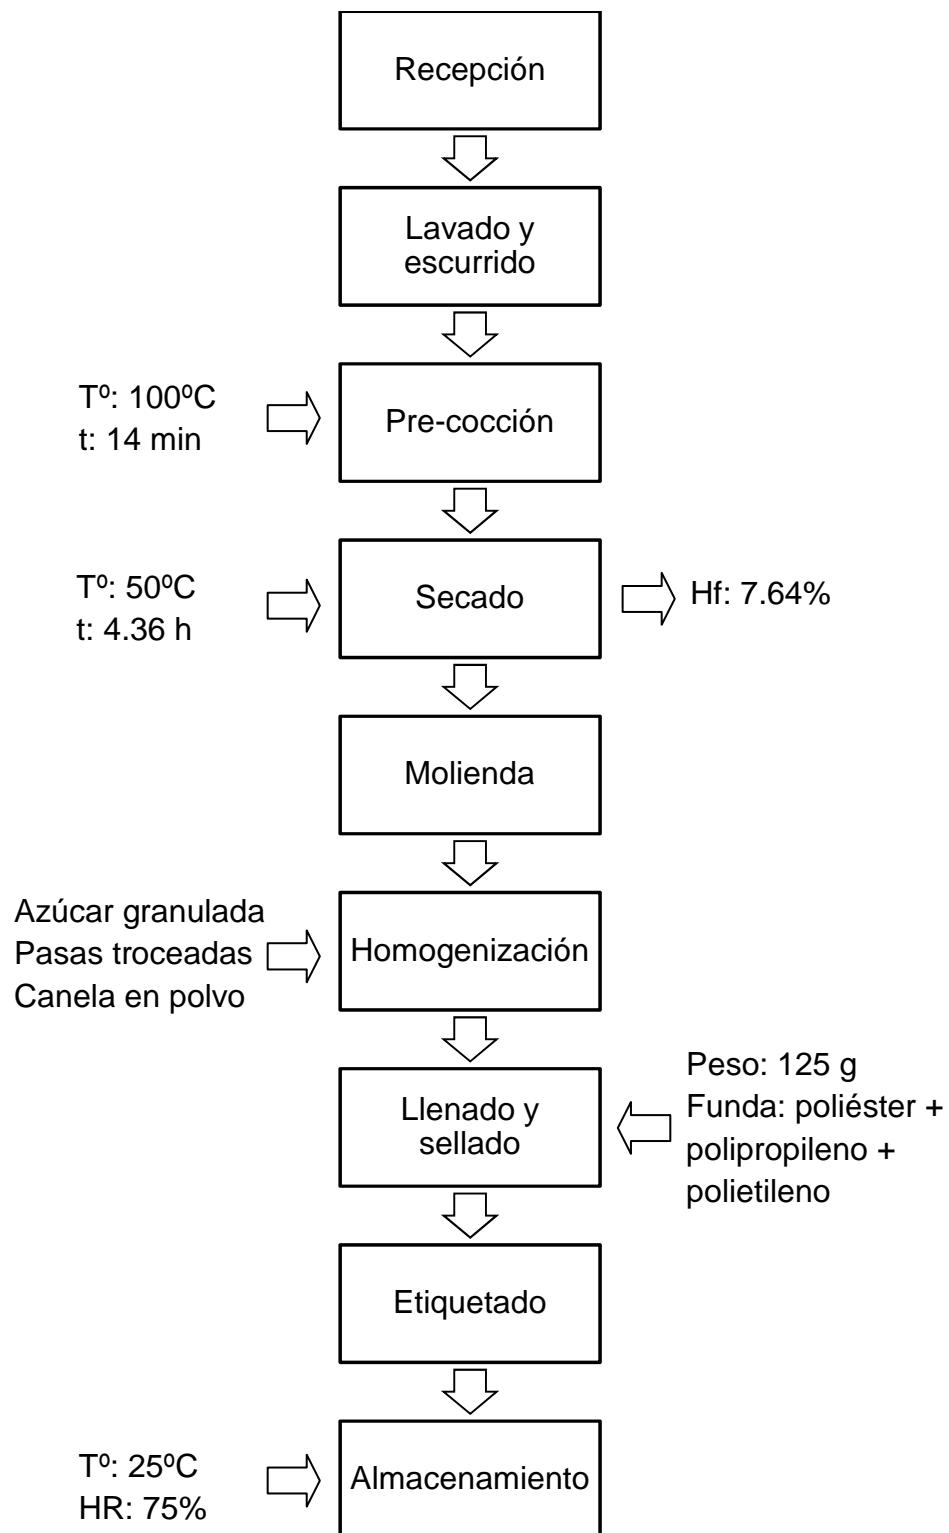 Recepción
Lavado y
escurrido
Tº: 100ºC
t: 14 min
Pre-cocción
Tº: 50ºC
t: 4.36 h
Secado
Hf: 7.64%
Molienda
Azúcar granulada
Pasas troceadas
Canela en polvo
Homogenización
Llenado y
sellado
Peso: 125 g
Funda: poliéster +
polipropileno +
polietileno
Etiquetado
Tº: 25ºC
HR: 75%
Almacenamiento